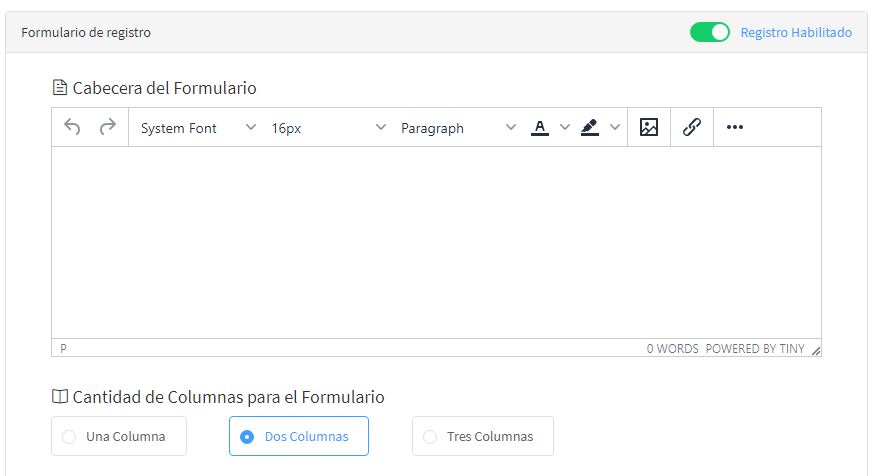 Formulario de registro Registro Habilitado
Cabecera del Formulario
System Font 16px Paragraph A
P 0 WORDS POWERED BY TINY
Cantidad de Columnas para el Formulario
Una Columna Dos Columnas Tres Columnas